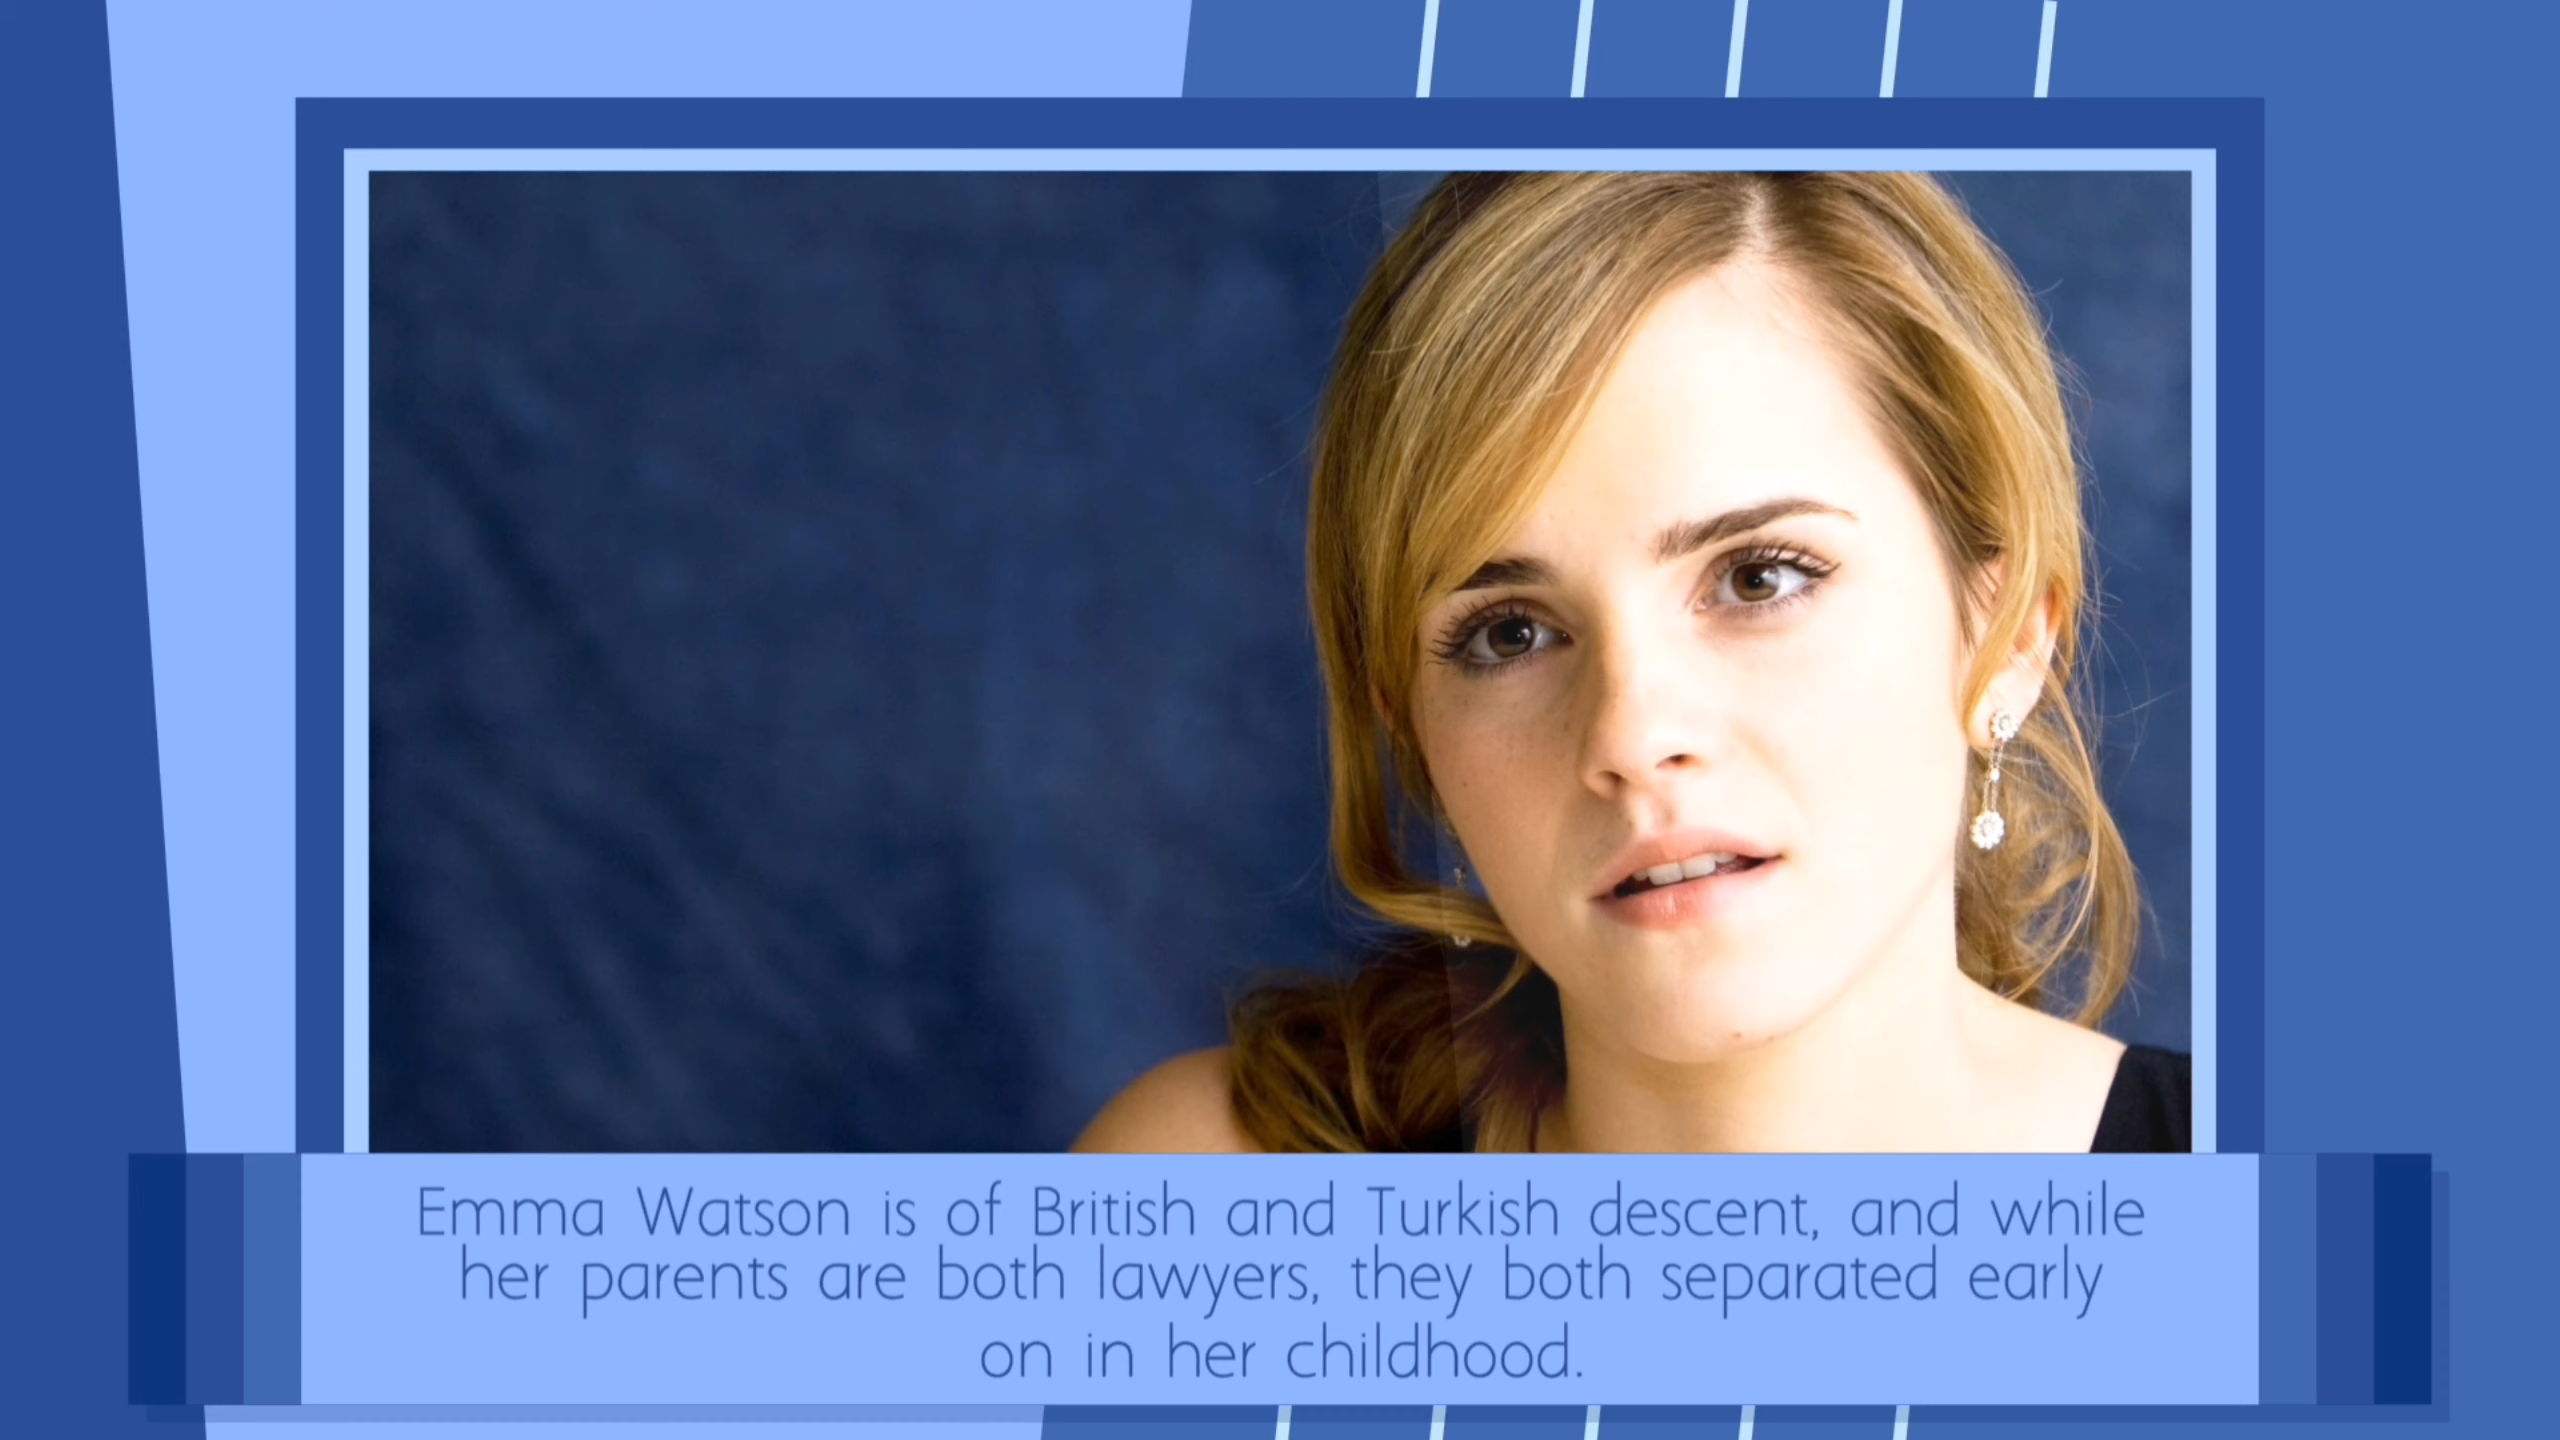 Emma Watson is of British and Turkish descent, and while
her parents are both lawyers, they both separated early
on in her childhood.